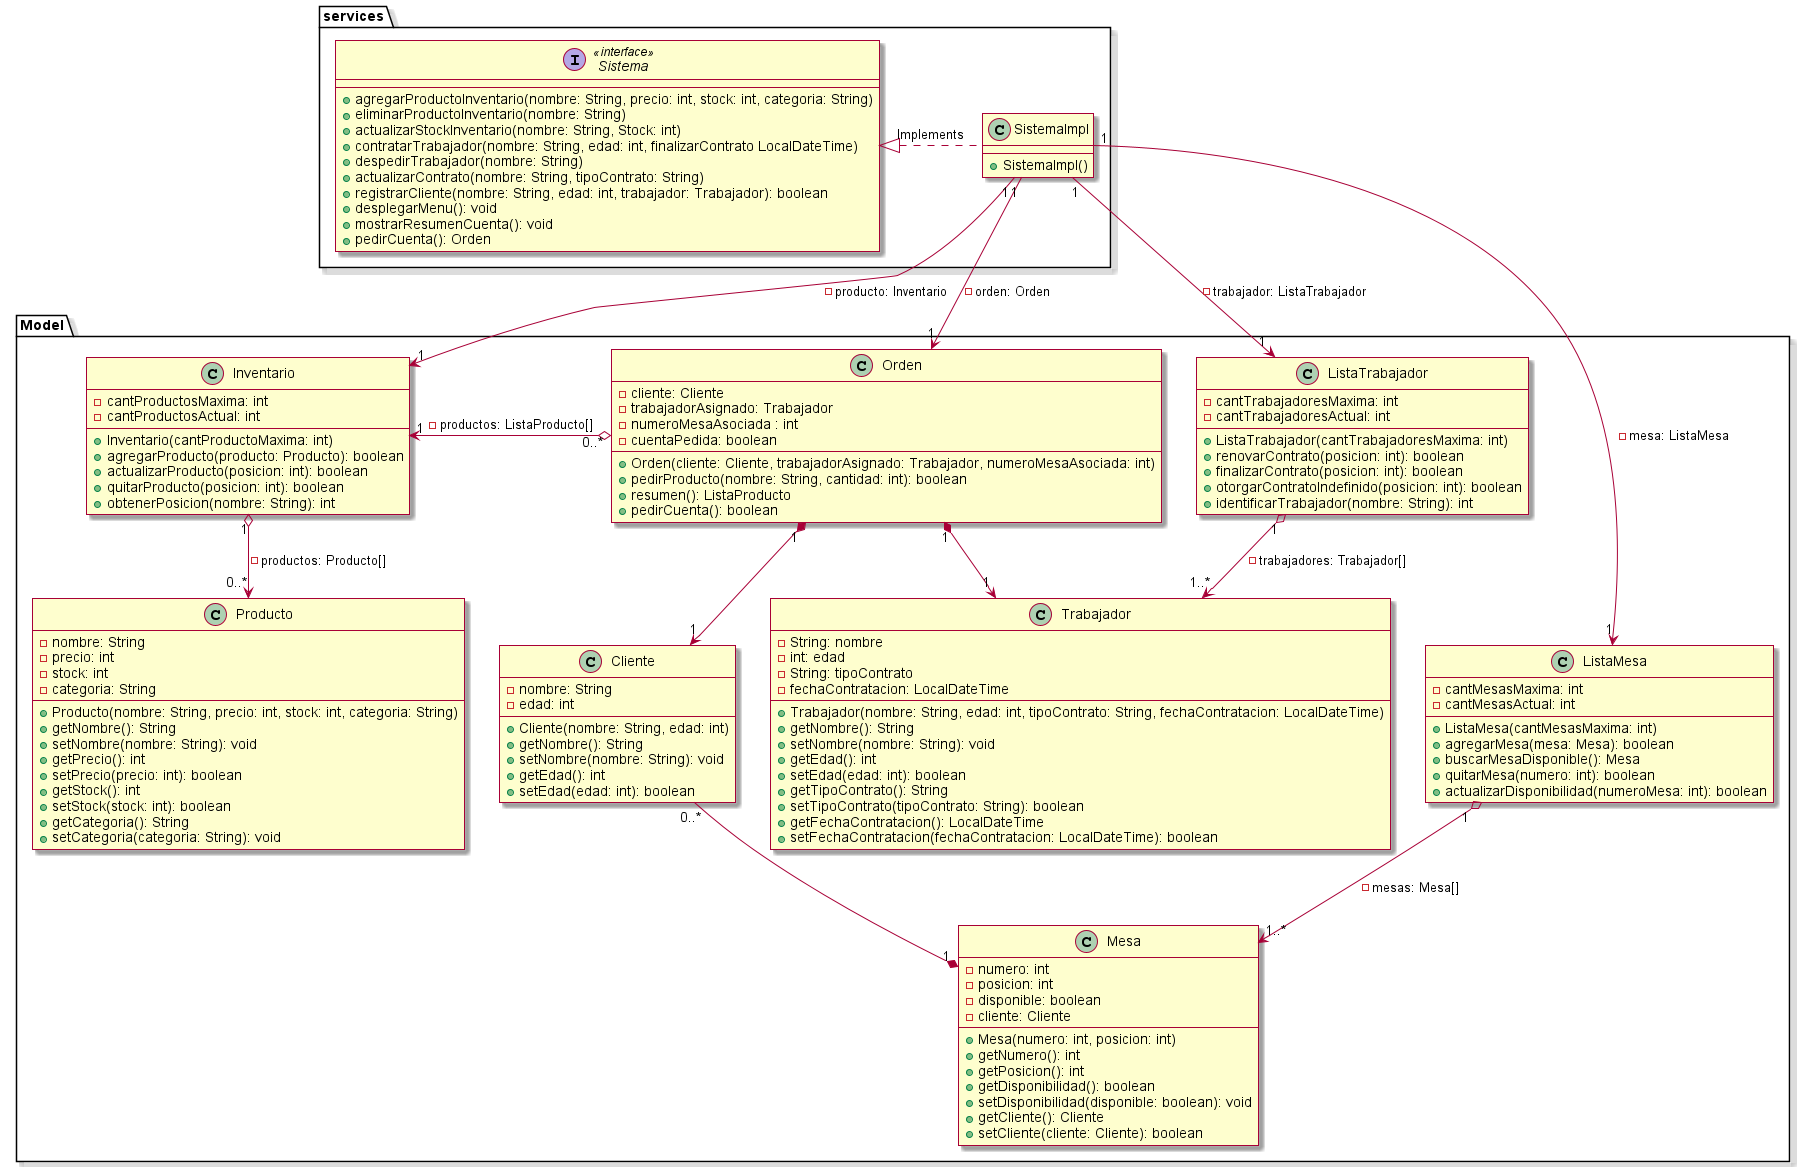 services
«interface»
Sistema
agregarProductoInventario(nombre: String, precio: int, stock: int, categoria: String)
eliminarProductoInventario(nombre: String)
actualizarStockInventario(nombre: String, Stock: int)
contratarTrabajador(nombre: String, edad: int, finalizarContrato LocalDateTime)
despedirTrabajador(nombre: String)
actualizarContrato(nombre: String, tipoContrato: String)
registrarCliente(nombre: String, edad: int, trabajador: Trabajador): boolean
desplegarMenu(): void
mostrarResumenCuenta(): void
pedirCuenta(): Orden
Implements
SistemaImpl
SistemaImpl()
1
1
1
1
producto: Inventario
orden: Orden
trabajador: ListaTrabajador
mesa: ListaMesa
Model
1
1
1
1
Inventario
cantProductosMaxima: int
cantProductosActual: int
Inventario(cantProductoMaxima: int)
agregarProducto(producto: Producto): boolean
actualizarProducto(posicion: int): boolean
quitarProducto(posicion: int): boolean
obtenerPosicion(nombre: String): int
productos: ListaProducto[]
1
0..*
Orden
cliente: Cliente
trabajadorAsignado: Trabajador
numeroMesaAsociada : int
cuentaPedida: boolean
Orden(cliente: Cliente, trabajadorAsignado: Trabajador, numeroMesaAsociada: int)
pedirProducto(nombre: String, cantidad: int): boolean
resumen(): ListaProducto
pedirCuenta(): boolean
ListaTrabajador
cantTrabajadoresMaxima: int
cantTrabajadoresActual: int
ListaTrabajador(cantTrabajadoresMaxima: int)
renovarContrato(posicion: int): boolean
finalizarContrato(posicion: int): boolean
otorgarContratoIndefinido(posicion: int): boolean
identificarTrabajador(nombre: String): int
1
productos: Producto[]
0..*
1
1
1
1
1
trabajadores: Trabajador[]
1..*
Producto
nombre: String
precio: int
stock: int
categoria: String
Producto(nombre: String, precio: int, stock: int, categoria: String)
getNombre(): String
setNombre(nombre: String): void
getPrecio(): int
setPrecio(precio: int): boolean
getStock(): int
setStock(stock: int): boolean
getCategoria(): String
setCategoria(categoria: String): void
Cliente
nombre: String
edad: int
Cliente(nombre: String, edad: int)
getNombre(): String
setNombre(nombre: String): void
getEdad(): int
setEdad(edad: int): boolean
Trabajador
String: nombre
int: edad
String: tipoContrato
fechaContratacion: LocalDateTime
Trabajador(nombre: String, edad: int, tipoContrato: String, fechaContratacion: LocalDateTime)
getNombre(): String
setNombre(nombre: String): void
getEdad(): int
setEdad(edad: int): boolean
getTipoContrato(): String
setTipoContrato(tipoContrato: String): boolean
getFechaContratacion(): LocalDateTime
setFechaContratacion(fechaContratacion: LocalDateTime): boolean
ListaMesa
cantMesasMaxima: int
cantMesasActual: int
ListaMesa(cantMesasMaxima: int)
agregarMesa(mesa: Mesa): boolean
buscarMesaDisponible(): Mesa
quitarMesa(numero: int): boolean
actualizarDisponibilidad(numeroMesa: int): boolean
0..*
1
1
mesas: Mesa[]
1..*
Mesa
numero: int
posicion: int
disponible: boolean
cliente: Cliente
Mesa(numero: int, posicion: int)
getNumero(): int
getPosicion(): int
getDisponibilidad(): boolean
setDisponibilidad(disponible: boolean): void
getCliente(): Cliente
setCliente(cliente: Cliente): boolean